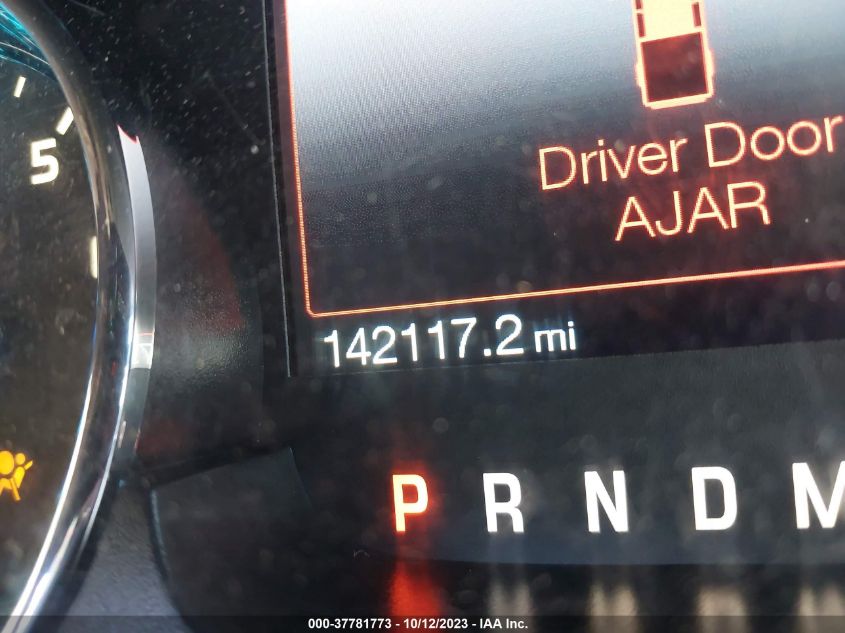 5
Driver Door
AJAR
142117.2 mi
P R N D M
000-37781773 - 10/12/2023 - IAA Inc.